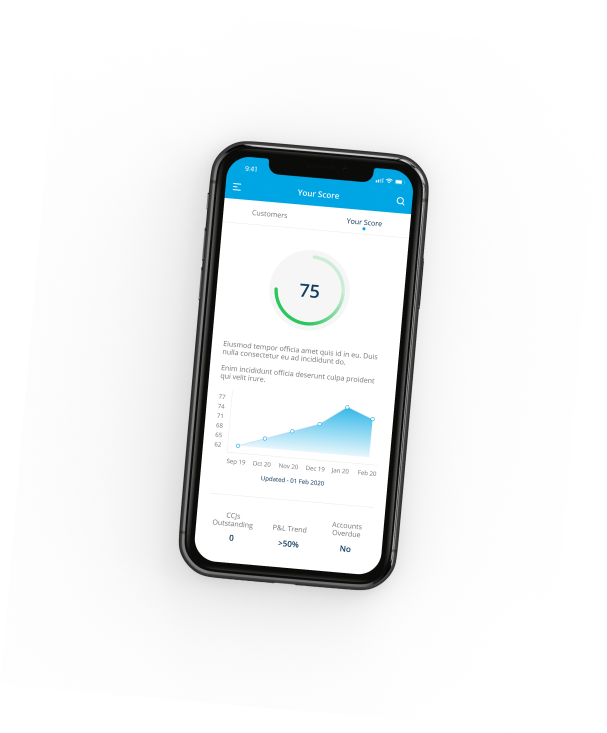 9:41
Your Score
Customers
Your Score
75
Eiusmod tempor officia amet quis id in eu. Duis
nulla consectetur eu ad incididunt do.
Enim incididunt officia deserunt culpa proident
qui velit irure.
77
74
71
68
65
62
Sep 19 Oct 20 Nov 20 Dec 19 Jan 20 Feb 20
Updated - 01 Feb 2020
CCJs
Outstanding
0
P&L Trend
>50%
Accounts
Overdue
No